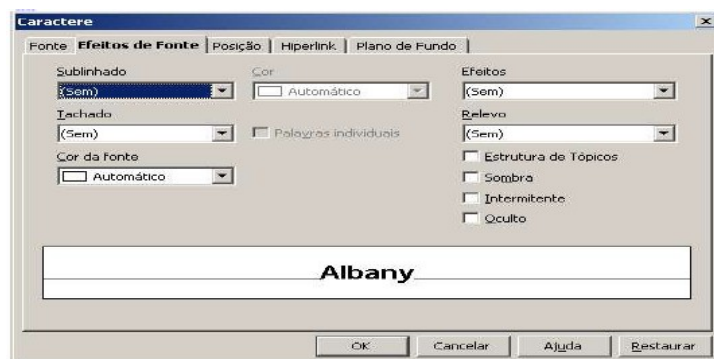 Caractere
Fonte Efeitos de Fonte Posição Hiperlink Plano de Fundo
Sublinhado Cor Efeitos
(Sem) Automático (Sem)
Tachado Relevo
(Sem) Palavras individuais (Sem)
Cor da fonte Estrutura de Tópicos
Automático Sombra
Intermitente
Oculto
Albany
OK Cancelar Ajuda Restaurar